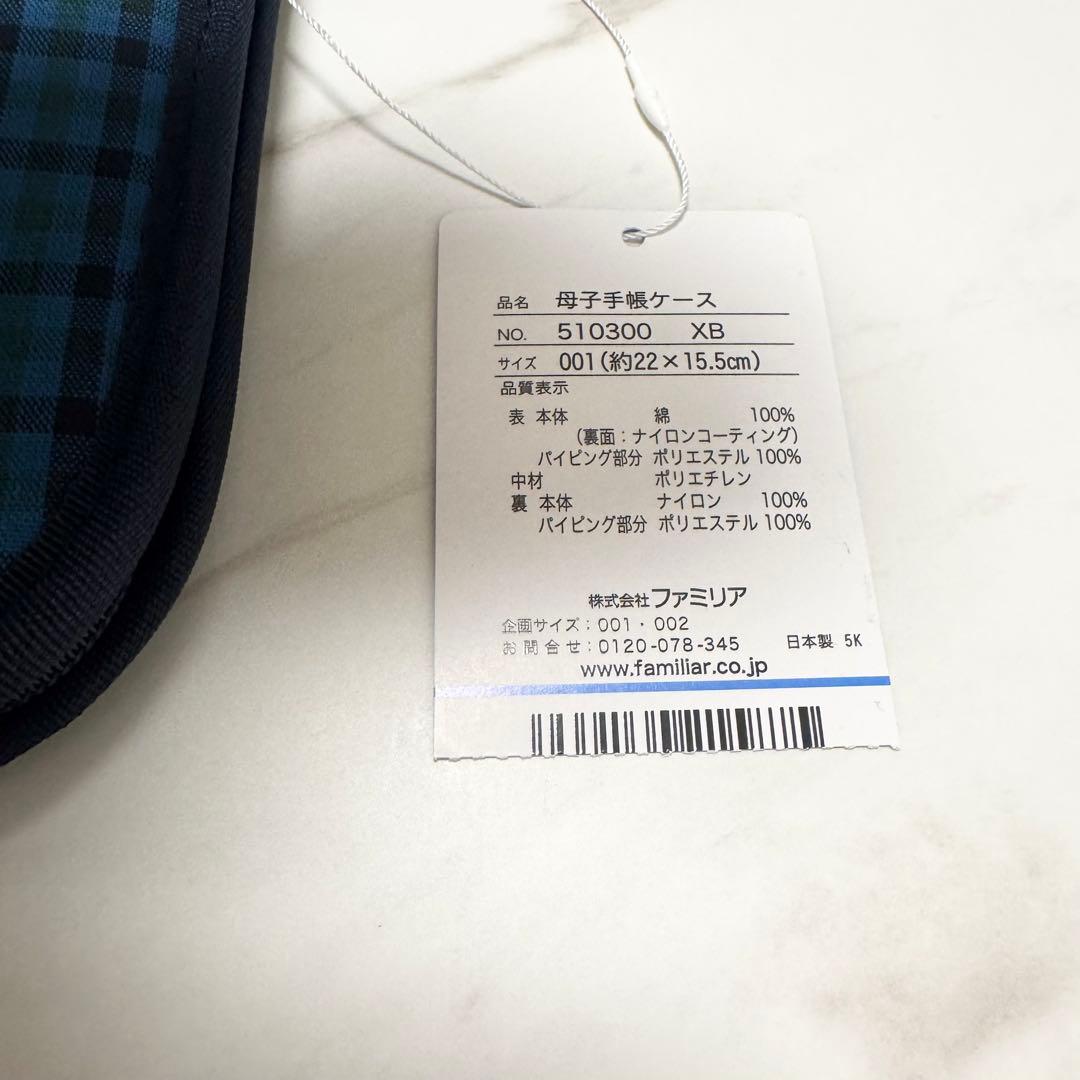 品名 母子手帳ケース
NO. 510300 XB
サイズ 001(約22×15.5cm)
品質表示
表 本体 綿 100%
(裏面:ナイロンコーティング)
パイピング部分 ポリエステル 100%
中材 ポリエチレン
裏 本体 ナイロン 100%
パイピング部分 ポリエステル 100%
株式会社ファミリア
企画サイズ:001・002
お問合せ:0120-078-345 日本製 5K
www.familiar.co.jp